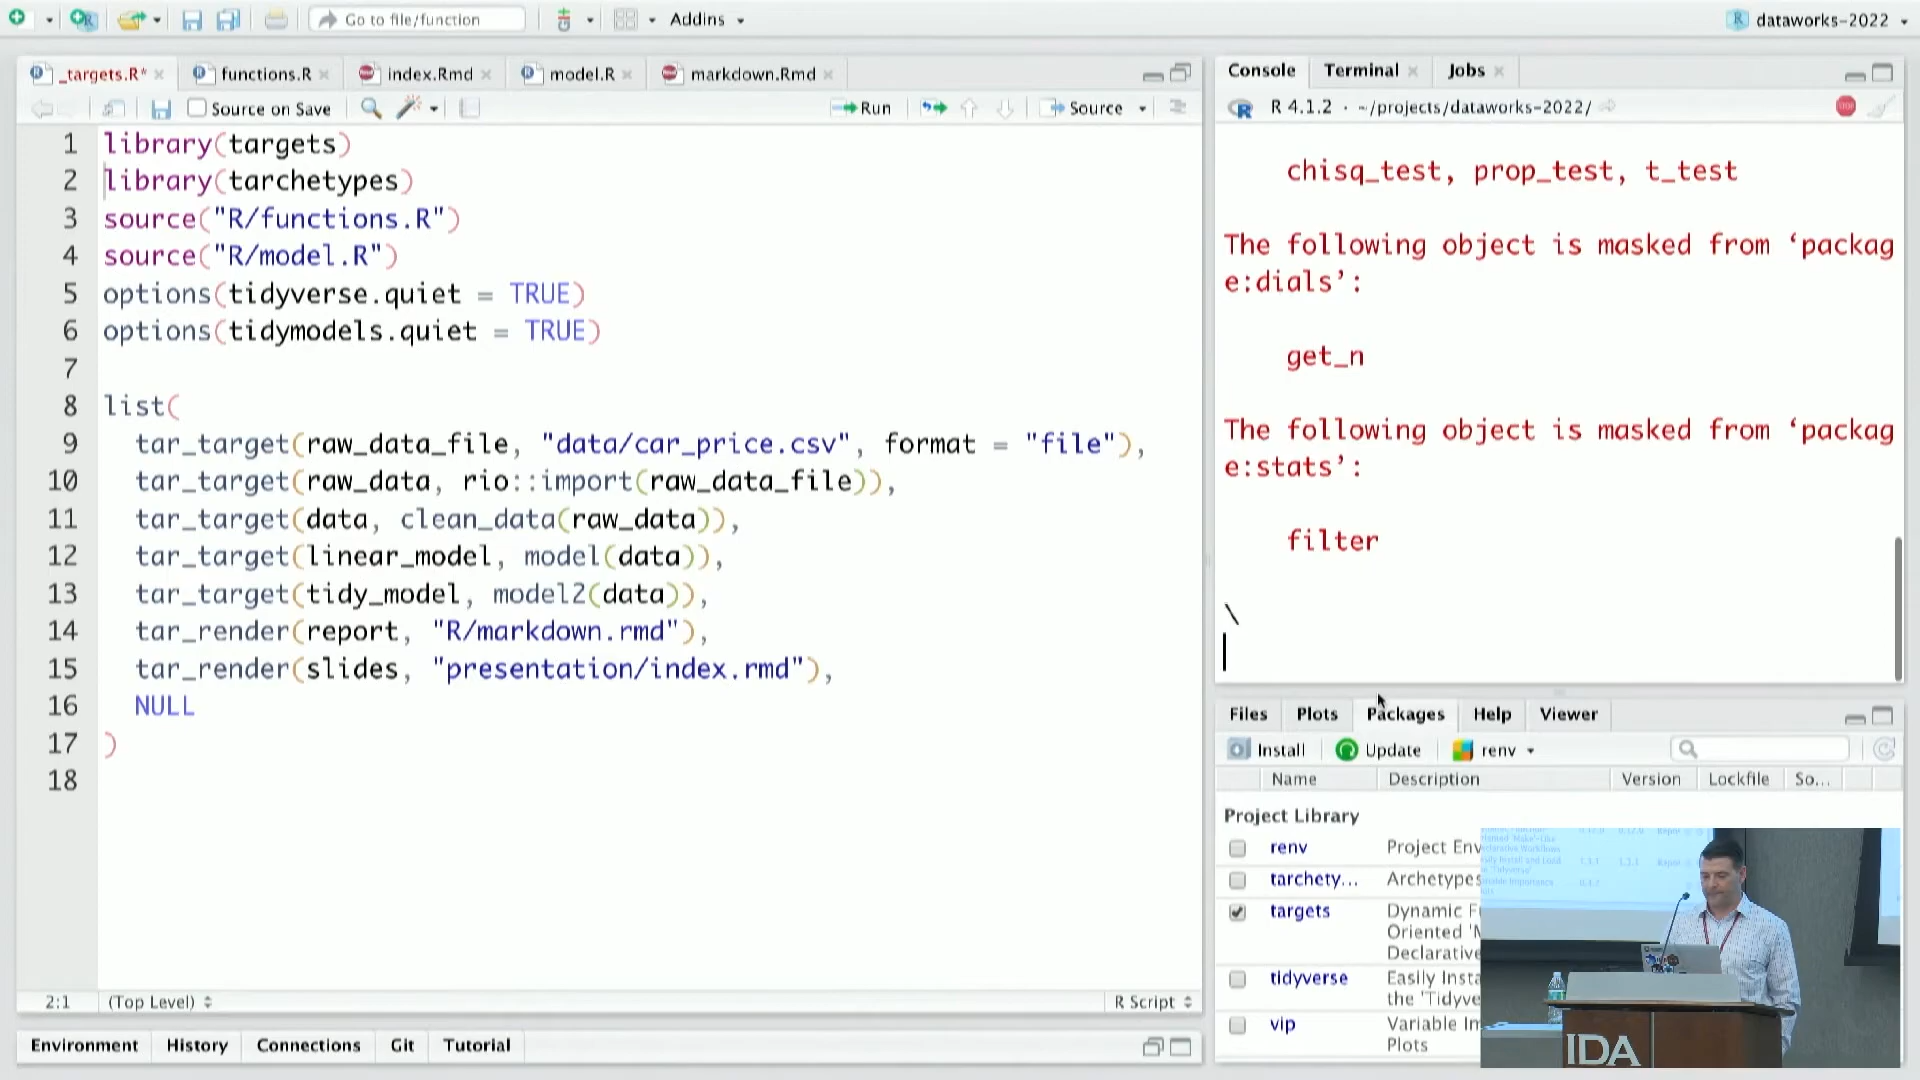 Go to file/function
Addins
dataworks-2022
_targets.R*
functions.R
index.Rmd
model.R
markdown.Rmd
Source on Save
Run
Source
1 library(targets)
2 library(tarchetypes)
3 source("R/functions.R")
4 source("R/model.R")
5 options(tidyverse.quiet = TRUE)
6 options(tidymodels.quiet = TRUE)
7
8 list(
9 tar_target(raw_data_file, "data/car_price.csv", format = "file"),
10 tar_target(raw_data, rio::import(raw_data_file)),
11 tar_target(data, clean_data(raw_data)),
12 tar_target(linear_model, model(data)),
13 tar_target(tidy_model, model2(data)),
14 tar_render(report, "R/markdown.rmd"),
15 tar_render(slides, "presentation/index.rmd"),
16 NULL
17 )
18
2:1 (Top Level) R Script
Environment History Connections Git Tutorial
Console Terminal Jobs
R 4.1.2 · ~/projects/dataworks-2022/
chisq_test, prop_test, t_test
The following object is masked from ‘packag
e:dials’:
get_n
The following object is masked from ‘packag
e:stats’:
filter
\
Files Plots Packages Help Viewer
Install Update renv
Name Description Version Lockfile So...
Project Library
renv Project Env
tarchety... Archetypes
targets Dynamic F
Oriented 'M
Declarative
tidyverse Easily Insta
the 'Tidyve
vip Variable Im
Plots
IDA